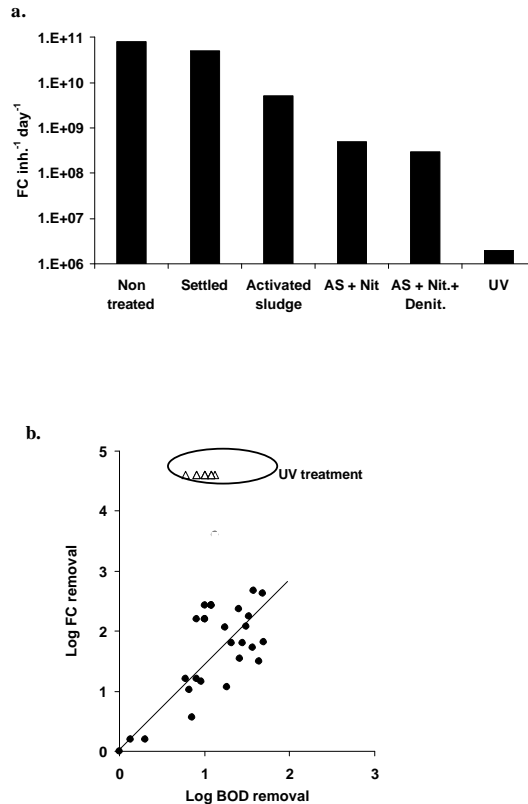 a.
1.E+11
1.E+10
1.E+09
1.E+08
1.E+07
1.E+06
FC inh.⁻¹ day⁻¹
Non treated
Settled
Activated sludge
AS + Nit
AS + Nit.+ Denit.
UV
b.
5
4
3
2
1
0
Log FC removal
UV treatment
0 1 2 3
Log BOD removal